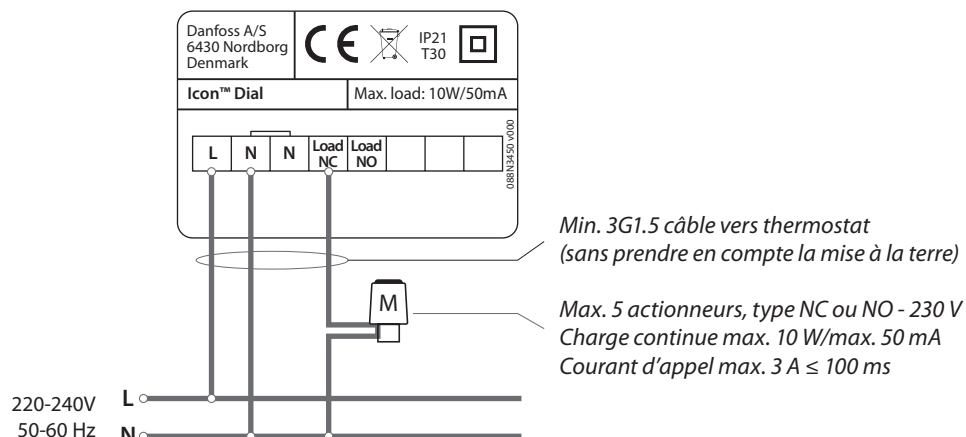 Danfoss A/S
6430 Nordborg
Denmark
CE
IP21
T30
Icon™ Dial
Max. load: 10W/50mA
088N3450 v000
L N N Load NC Load NO
Min. 3G1.5 câble vers thermostat
(sans prendre en compte la mise à la terre)
M
Max. 5 actionneurs, type NC ou NO - 230 V
Charge continue max. 10 W/max. 50 mA
Courant d’appel max. 3 A ≤ 100 ms
220-240V
50-60 Hz
L
N